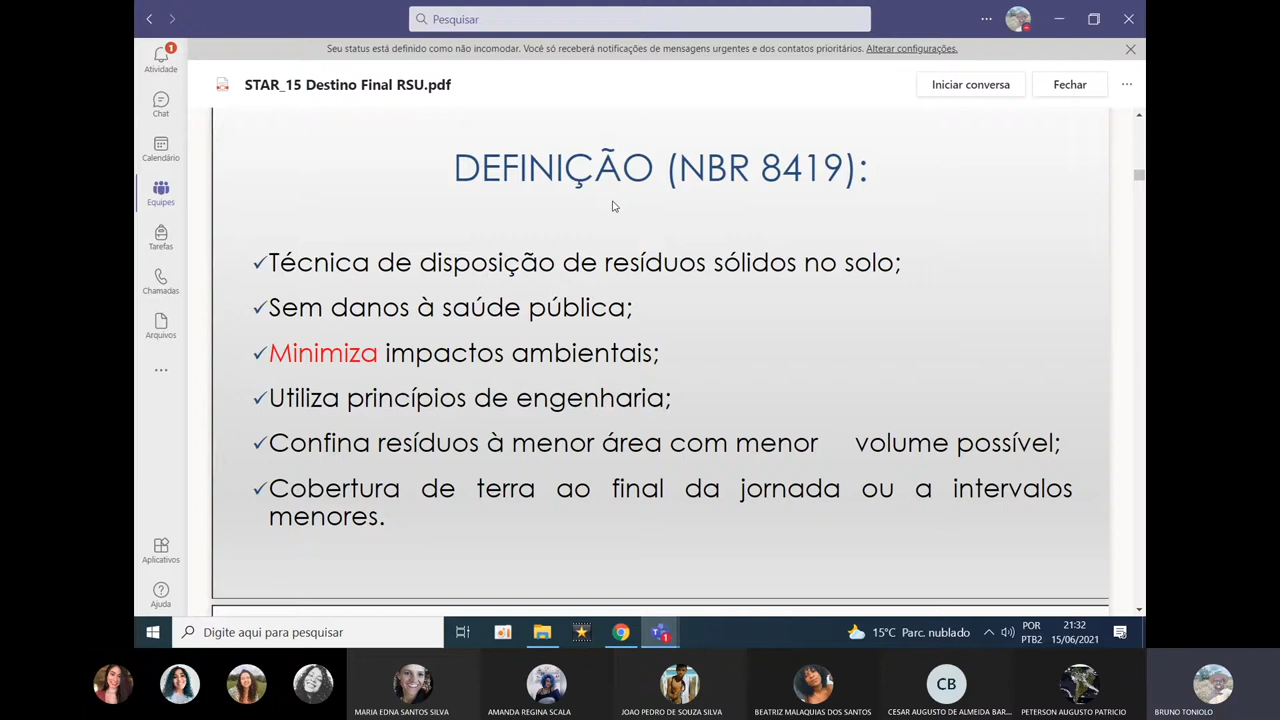 Pesquisar
Seu status está definido como não incomodar. Você só receberá notificações de mensagens urgentes e dos contatos prioritários. Alterar configurações.
1
Atividade
Chat
Calendário
Equipes
Tarefas
Chamadas
Arquivos
Aplicativos
Ajuda
STAR_15 Destino Final RSU.pdf
Iniciar conversa
Fechar
DEFINIÇÃO (NBR 8419):
Técnica de disposição de resíduos sólidos no solo;
Sem danos à saúde pública;
Minimiza impactos ambientais;
Utiliza princípios de engenharia;
Confina resíduos à menor área com menor volume possível;
Cobertura de terra ao final da jornada ou a intervalos
menores.
Digite aqui para pesquisar
1
15°C Parc. nublado
POR
PTB2
21:32
15/06/2021
MARIA EDNA SANTOS SILVA
AMANDA REGINA SCALA
JOAO PEDRO DE SOUZA SILVA
BEATRIZ MALAQUIAS DOS SANTOS
CB
CESAR AUGUSTO DE ALMEIDA BAR...
PETERSON AUGUSTO PATRICIO
BRUNO TONIOLO